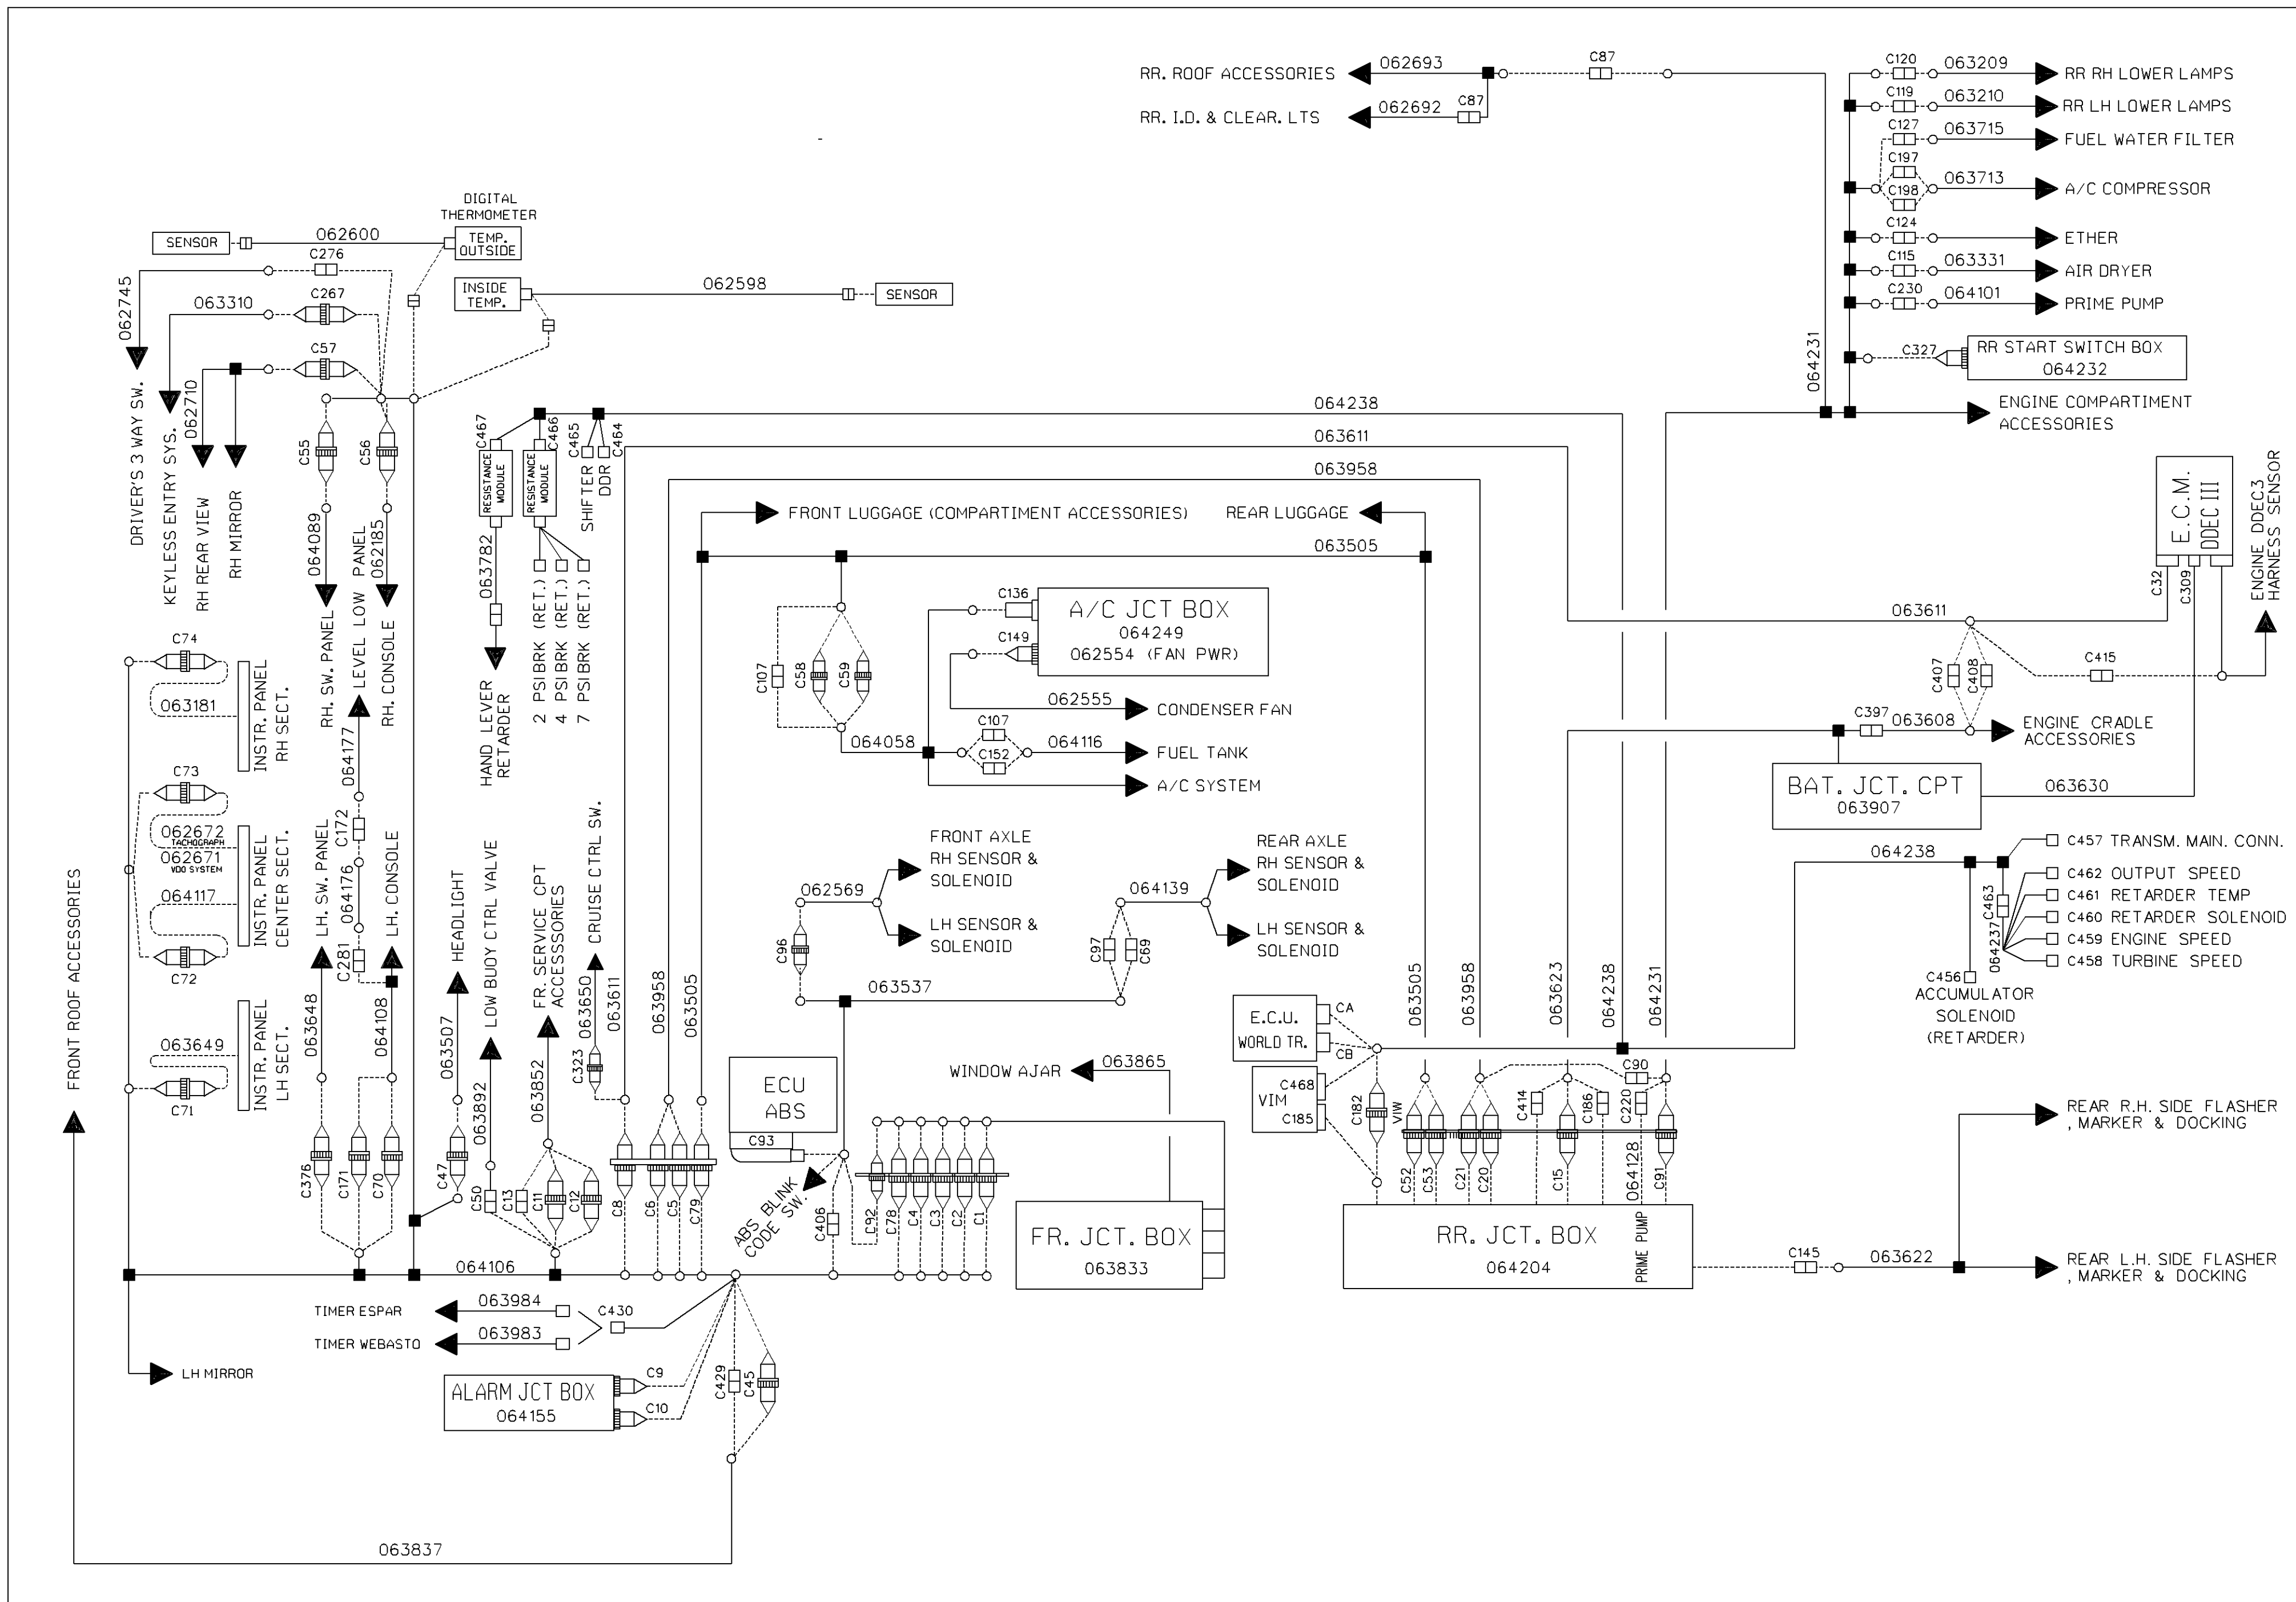 RR. ROOF ACCESSORIES
062693
C87
RR. I.D. & CLEAR. LTS
062692
C87
C120
063209
RR RH LOWER LAMPS
C119
063210
RR LH LOWER LAMPS
C127
063715
FUEL WATER FILTER
C197
C198
063713
A/C COMPRESSOR
C124
ETHER
C115
063331
AIR DRYER
C230
064101
PRIME PUMP
C327
RR START SWITCH BOX
064232
064231
ENGINE COMPARTIMENT
ACCESSORIES
DIGITAL
THERMOMETER
SENSOR
062600
TEMP.
OUTSIDE
C276
062745
INSIDE
TEMP.
062598
SENSOR
063310
C267
C57
062710
DRIVER'S 3 WAY SW.
KEYLESS ENTRY SYS.
RH REAR VIEW
RH MIRROR
C55
C56
064089
062185
RH. SW. PANEL
LEVEL LOW PANEL
RH. CONSOLE
C467
C466
C465
C464
RESISTANCE
MODULE
RESISTANCE
MODULE
SHIFTER
DDR
063782
2 PSI BRK (RET.)
4 PSI BRK (RET.)
7 PSI BRK (RET.)
HAND LEVER
RETARDER
064238
063611
063958
FRONT LUGGAGE (COMPARTIMENT ACCESSORIES)
REAR LUGGAGE
063505
C107
C58
C59
C136
C149
A/C JCT BOX
064249
062554 (FAN PWR)
062555
CONDENSER FAN
064058
C107
C152
064116
FUEL TANK
A/C SYSTEM
E.C.M.
DDEC III
C32
C309
ENGINE DDEC3
HARNESS SENSOR
063611
C407
C408
C415
C397
063608
ENGINE CRADLE
ACCESSORIES
BAT. JCT. CPT
063907
063630
C74
063181
INSTR. PANEL
RH SECT.
C73
062672
TACHOGRAPH
062671
VDO SYSTEM
064117
C72
INSTR. PANEL
CENTER SECT.
063649
C71
INSTR. PANEL
LH SECT.
FRONT ROOF ACCESSORIES
064177
C172
064176
C281
LH. SW. PANEL
LH. CONSOLE
063648
064108
C376
C171
C70
HEADLIGHT
063507
C47
LOW BUOY CTRL VALVE
063892
C50
FR. SERVICE CPT
ACCESSSORIES
063852
C13
C11
C12
CRUISE CTRL SW.
063650
C323
063611
063958
063505
C8
C6
C5
C79
FRONT AXLE
RH SENSOR &
SOLENOID
062569
LH SENSOR &
SOLENOID
C96
REAR AXLE
RH SENSOR &
SOLENOID
064139
LH SENSOR &
SOLENOID
C97
C69
063537
ECU
ABS
C93
ABS BLINK
CODE SW.
C406
WINDOW AJAR
063865
C92
C78
C4
C3
C2
C1
FR. JCT. BOX
063833
064238
C457 TRANSM. MAIN. CONN.
C462 OUTPUT SPEED
C461 RETARDER TEMP
C460 RETARDER SOLENOID
C459 ENGINE SPEED
C458 TURBINE SPEED
C463
064237
C456
ACCUMULATOR
SOLENOID
(RETARDER)
E.C.U.
WORLD TR.
CA
CB
VIM
C468
C185
C182
VIW
063505
063958
063623
064238
064231
C52
C53
C21
C20
C414
C15
C186
C220
C90
C91
064128
PRIME PUMP
RR. JCT. BOX
064204
C145
063622
REAR R.H. SIDE FLASHER
, MARKER & DOCKING
REAR L.H. SIDE FLASHER
, MARKER & DOCKING
064106
TIMER ESPAR
063984
C430
TIMER WEBASTO
063983
LH MIRROR
ALARM JCT BOX
064155
C9
C10
C429
C45
063837